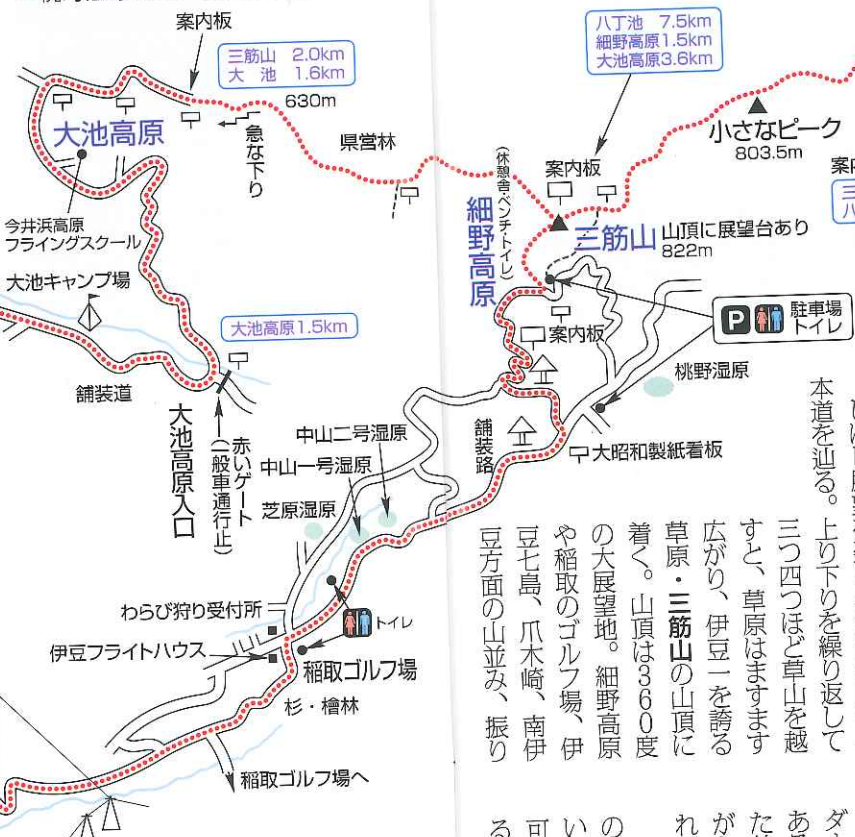 案内板
三筋山 2.0km
大 池 1.6km
630m
大池高原
急な下り
県営林
今井浜高原
フライングスクール
大池キャンプ場
大池高原1.5km
舗装道
大池高原入口
赤いゲート
(一般車通行止)
八丁池 7.5km
細野高原1.5km
大池高原3.6km
小さなピーク
803.5m
案内板
(休憩舎・ベンチ・トイレ)
細野高原
三筋山
山頂に展望台あり
822m
案内板
P
駐車場
トイレ
桃野湿原
舗装路
大昭和製紙看板
中山二号湿原
中山一号湿原
芝原湿原
わらび狩り受付所
伊豆フライトハウス
トイレ
稲取ゴルフ場
杉・檜林
稲取ゴルフ場へ
本道を辿る。上り下りを繰り返して
三つ四つほど草山を越
すと、草原はますます
広がり、伊豆一を誇る
草原・三筋山の山頂に
着く。山頂は360度
の大展望地。細野高原
や稲取のゴルフ場、伊
豆七島、爪木崎、南伊
豆方面の山並み、振り